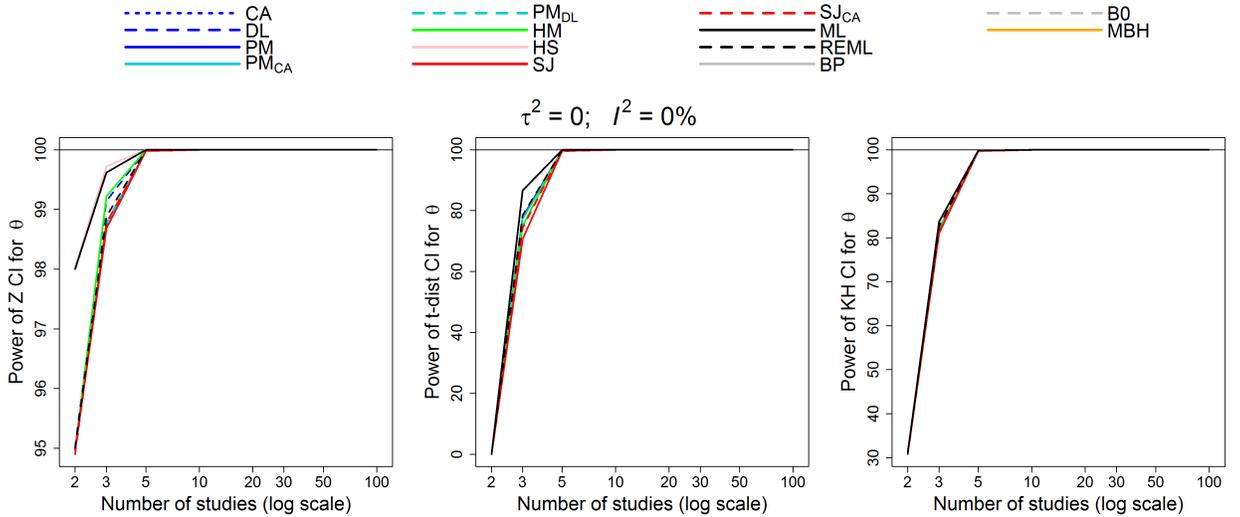 CA PM_DL SJ_CA B0
DL HM ML MBH
PM HS REML
PM_CA SJ BP
τ² = 0; I² = 0%
Power of Z CI for θ
100
99
98
97
96
95
2 3 5 10 20 30 50 100
Number of studies (log scale)
Power of t-dist CI for θ
100
80
60
40
20
0
2 3 5 10 20 30 50 100
Number of studies (log scale)
Power of KH CI for θ
100
90
80
70
60
50
40
30
2 3 5 10 20 30 50 100
Number of studies (log scale)